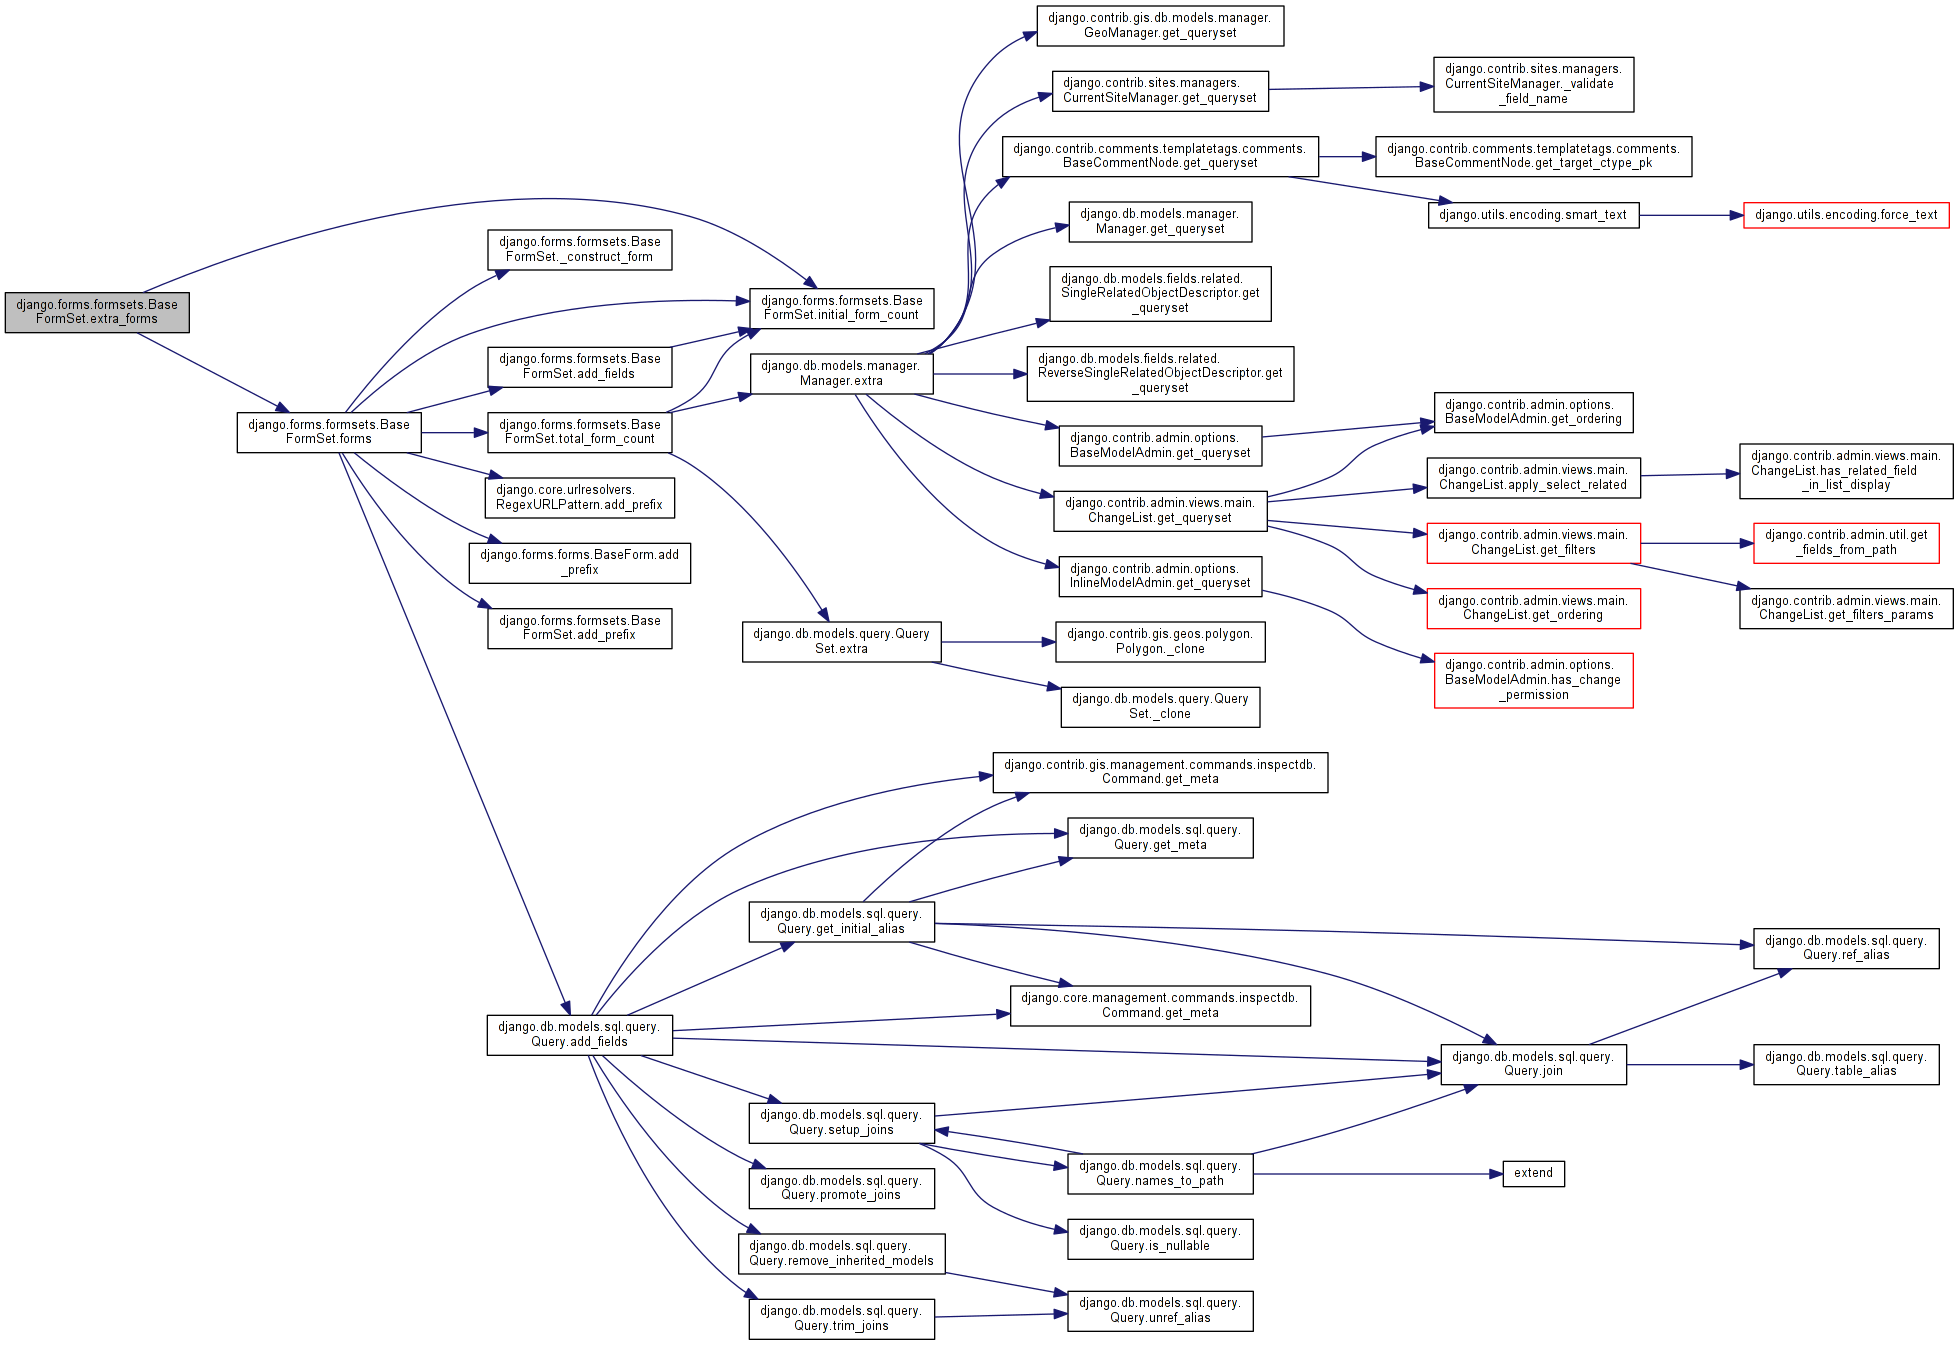 django.forms.formsets.Base
FormSet.extra_forms
django.forms.formsets.Base
FormSet.forms
django.forms.formsets.Base
FormSet._construct_form
django.forms.formsets.Base
FormSet.add_fields
django.forms.formsets.Base
FormSet.total_form_count
django.core.urlresolvers.
RegexURLPattern.add_prefix
django.forms.forms.BaseForm.add
_prefix
django.forms.formsets.Base
FormSet.add_prefix
django.db.models.sql.query.
Query.add_fields
django.forms.formsets.Base
FormSet.initial_form_count
django.db.models.manager.
Manager.extra
django.db.models.query.Query
Set.extra
django.db.models.sql.query.
Query.get_initial_alias
django.db.models.sql.query.
Query.setup_joins
django.db.models.sql.query.
Query.promote_joins
django.db.models.sql.query.
Query.remove_inherited_models
django.db.models.sql.query.
Query.trim_joins
django.contrib.gis.db.models.manager.
GeoManager.get_queryset
django.contrib.sites.managers.
CurrentSiteManager.get_queryset
django.contrib.comments.templatetags.comments.
BaseCommentNode.get_queryset
django.db.models.manager.
Manager.get_queryset
django.db.models.fields.related.
SingleRelatedObjectDescriptor.get
_queryset
django.db.models.fields.related.
ReverseSingleRelatedObjectDescriptor.get
_queryset
django.contrib.admin.options.
BaseModelAdmin.get_queryset
django.contrib.admin.views.main.
ChangeList.get_queryset
django.contrib.admin.options.
InlineModelAdmin.get_queryset
django.contrib.gis.geos.polygon.
Polygon._clone
django.db.models.query.Query
Set._clone
django.contrib.gis.management.commands.inspectdb.
Command.get_meta
django.db.models.sql.query.
Query.get_meta
django.core.management.commands.inspectdb.
Command.get_meta
django.db.models.sql.query.
Query.names_to_path
django.db.models.sql.query.
Query.is_nullable
django.db.models.sql.query.
Query.unref_alias
django.contrib.sites.managers.
CurrentSiteManager._validate
_field_name
django.contrib.comments.templatetags.comments.
BaseCommentNode.get_target_ctype_pk
django.utils.encoding.smart_text
django.contrib.admin.options.
BaseModelAdmin.get_ordering
django.contrib.admin.views.main.
ChangeList.apply_select_related
django.contrib.admin.views.main.
ChangeList.get_filters
django.contrib.admin.views.main.
ChangeList.get_ordering
django.contrib.admin.options.
BaseModelAdmin.has_change
_permission
django.db.models.sql.query.
Query.join
extend
django.utils.encoding.force_text
django.contrib.admin.views.main.
ChangeList.has_related_field
_in_list_display
django.contrib.admin.util.get
_fields_from_path
django.contrib.admin.views.main.
ChangeList.get_filters_params
django.db.models.sql.query.
Query.ref_alias
django.db.models.sql.query.
Query.table_alias